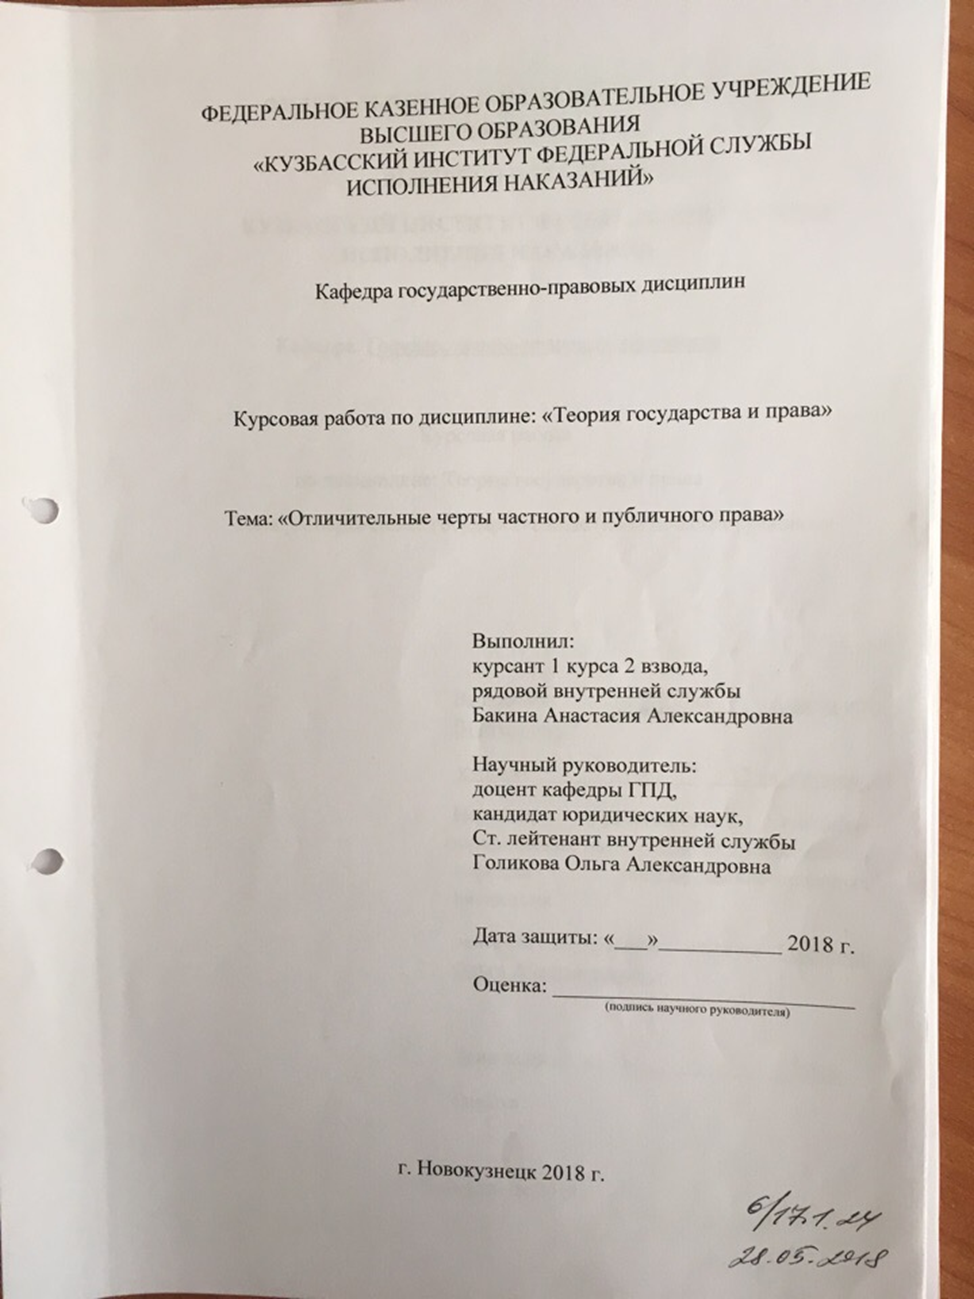 ФЕДЕРАЛЬНОЕ КАЗЕННОЕ ОБРАЗОВАТЕЛЬНОЕ УЧРЕЖДЕНИЕ
ВЫСШЕГО ОБРАЗОВАНИЯ
«КУЗБАССКИЙ ИНСТИТУТ ФЕДЕРАЛЬНОЙ СЛУЖБЫ
ИСПОЛНЕНИЯ НАКАЗАНИЙ»
Кафедра государственно-правовых дисциплин
Курсовая работа по дисциплине: «Теория государства и права»
Тема: «Отличительные черты частного и публичного права»
Выполнил:
курсант 1 курса 2 взвода,
рядовой внутренней службы
Бакина Анастасия Александровна
Научный руководитель:
доцент кафедры ГПД,
кандидат юридических наук,
Ст. лейтенант внутренней службы
Голикова Ольга Александровна
Дата защиты: «___»___________ 2018 г.
Оценка: ___________________________
(подпись научного руководителя)
г. Новокузнецк 2018 г.
6/17.1.24
28.05.2018